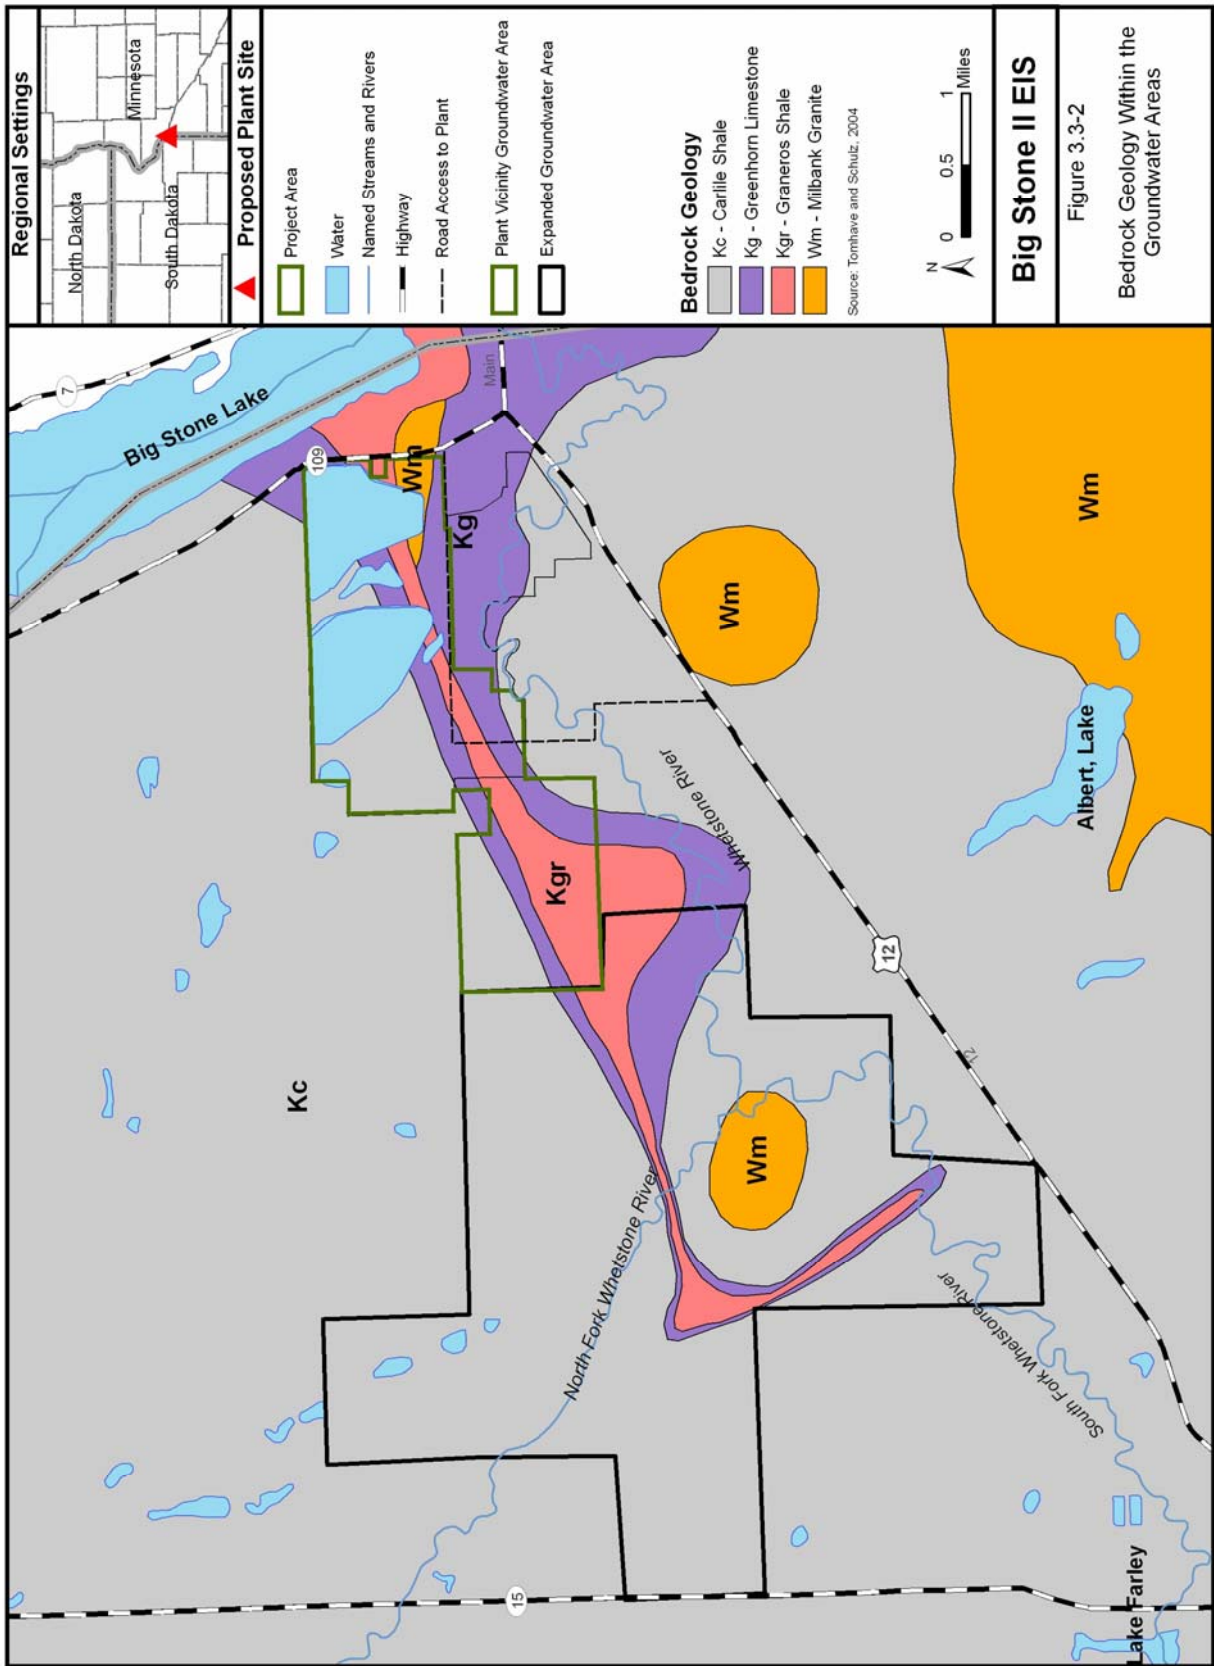 Regional Settings
North Dakota
Minnesota
South Dakota
Proposed Plant Site
Project Area
Water
Named Streams and Rivers
Highway
Road Access to Plant
Plant Vicinity Groundwater Area
Expanded Groundwater Area
Bedrock Geology
Kc - Carlile Shale
Kg - Greenhorn Limestone
Kgr - Graneros Shale
Wm - Millbank Granite
Source: Tomhave and Schulz, 2004
N
0 0.5 1 Miles
Big Stone II EIS
Figure 3.3-2
Bedrock Geology Within the
Groundwater Areas
7
Big Stone Lake
109
Main
Wm
Kg
Wm
Wm
Kgr
Whetstone River
Albert, Lake
12
Kc
12
Wm
North Fork Whetstone River
South Fork Whetstone River
15
Lake Farley